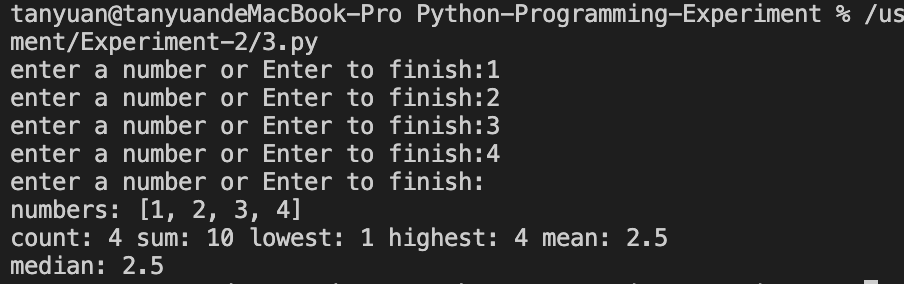 tanyuan@tanyuandeMacBook-Pro Python-Programming-Experiment % /us
ment/Experiment-2/3.py
enter a number or Enter to finish:1
enter a number or Enter to finish:2
enter a number or Enter to finish:3
enter a number or Enter to finish:4
enter a number or Enter to finish:
numbers: [1, 2, 3, 4]
count: 4 sum: 10 lowest: 1 highest: 4 mean: 2.5
median: 2.5